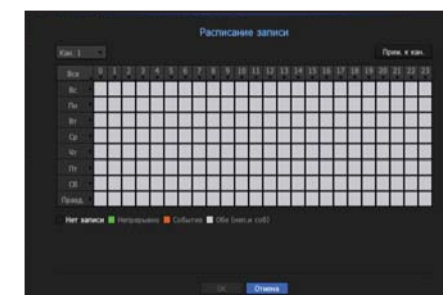 Расписание записи
Кан. 1
Прим. к кан.
Все 0 1 2 3 4 5 6 7 8 9 10 11 12 13 14 15 16 17 18 19 20 21 22 23
Вс
Пн
Вт
Ср
Чт
Пт
Сб
Празд.
Нет записи Непрерывно Событие Обе (неп.и соб)
OK Отмена